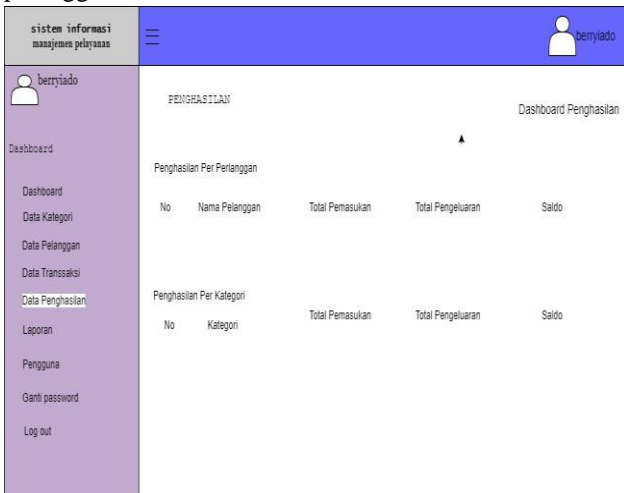 sistem informasi
manajemen pelayanan
berryiado
berryiado
PENGHASILAN
Dashboard Penghasilan
Dashboard
Penghasilan Per Perlanggan
Dashboard
No Nama Pelanggan Total Pemasukan Total Pengeluaran Saldo
Data Kategori
Data Pelanggan
Data Transsaksi
Data Penghasilan
Penghasilan Per Kategori
No Kategori Total Pemasukan Total Pengeluaran Saldo
Laporan
Pengguna
Ganti password
Log out